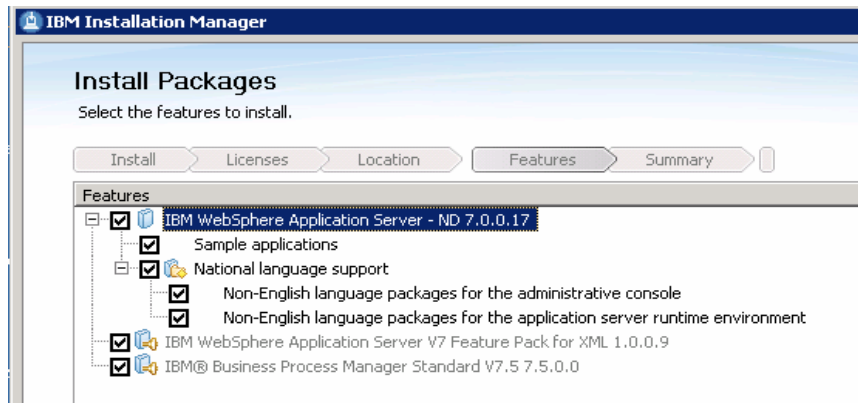 IBM Installation Manager
Install Packages
Select the features to install.
Install Licenses Location Features Summary
Features
IBM WebSphere Application Server - ND 7.0.0.17
Sample applications
National language support
Non-English language packages for the administrative console
Non-English language packages for the application server runtime environment
IBM WebSphere Application Server V7 Feature Pack for XML 1.0.0.9
IBM® Business Process Manager Standard V7.5 7.5.0.0